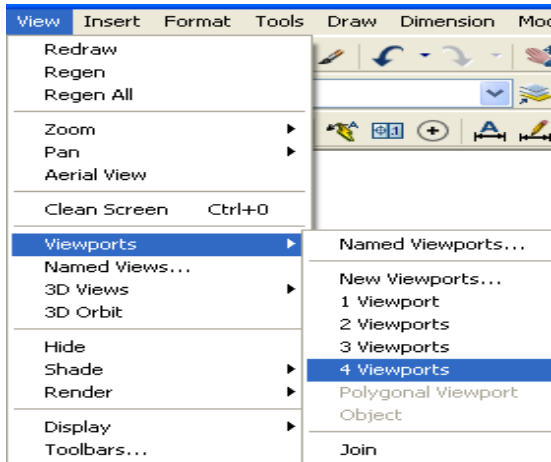 View Insert Format Tools Draw Dimension
Redraw
Regen
Regen All
Zoom
Pan
Aerial View
Clean Screen Ctrl+0
Viewports
Named Views...
3D Views
3D Orbit
Hide
Shade
Render
Display
Toolbars...
Named Viewports...
New Viewports...
1 Viewport
2 Viewports
3 Viewports
4 Viewports
Polygonal Viewport
Object
Join